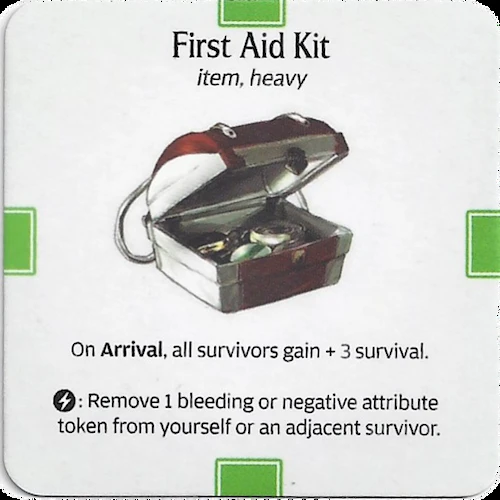 First Aid Kit
item, heavy
On Arrival, all survivors gain + 3 survival.
: Remove 1 bleeding or negative attribute
token from yourself or an adjacent survivor.